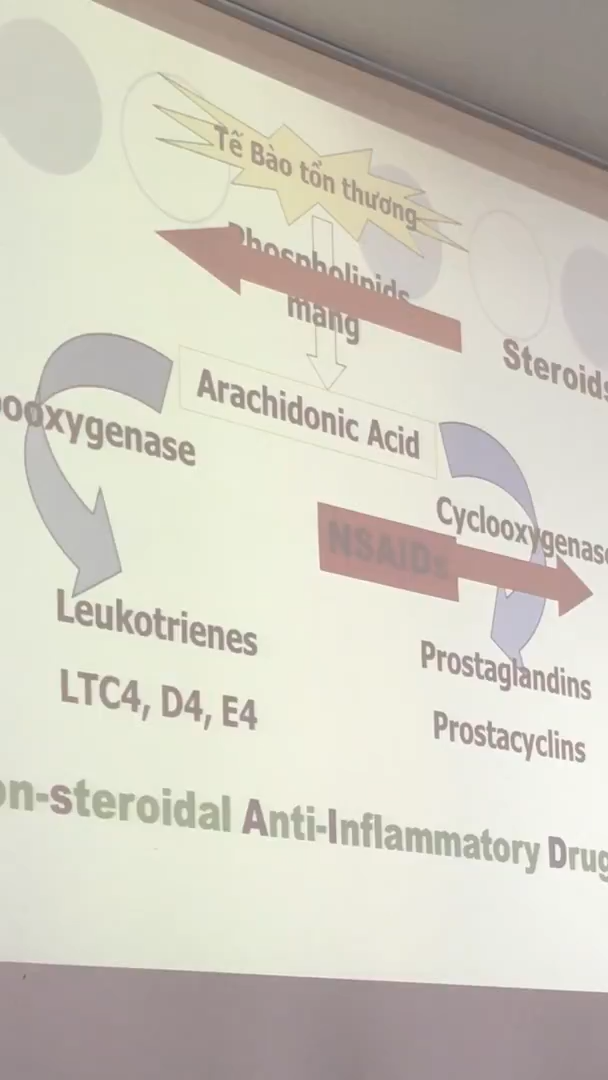 Tế Bào tổn thương
Phospholipids
màng
Steroids
Arachidonic Acid
ooxygenase
Cyclooxygenase
NSAIDs
Leukotrienes
Prostaglandins
LTC4, D4, E4
Prostacyclins
on-steroidal Anti-Inflammatory Drug